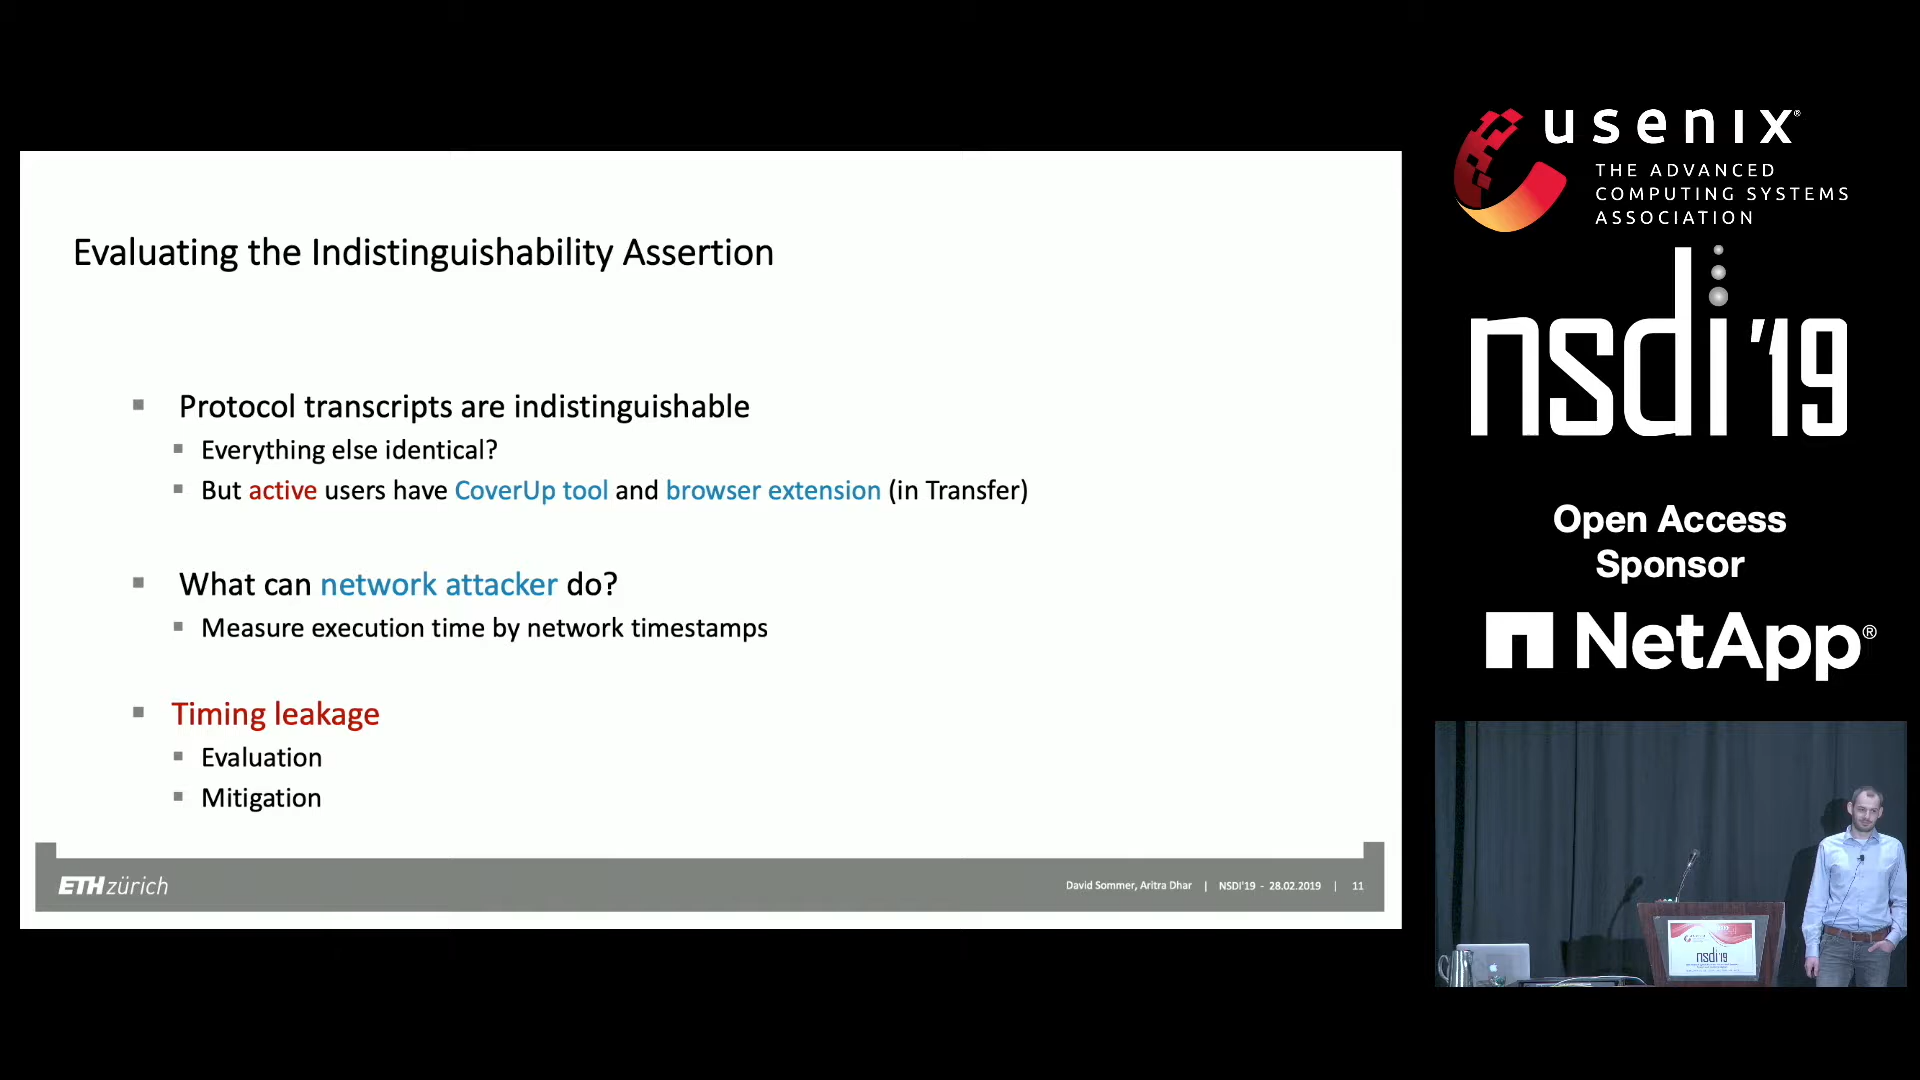 Evaluating the Indistinguishability Assertion
Protocol transcripts are indistinguishable
Everything else identical?
But active users have CoverUp tool and browser extension (in Transfer)
What can network attacker do?
Measure execution time by network timestamps
Timing leakage
Evaluation
Mitigation
ETH zürich
David Sommer, Aritra Dhar | NSDI'19 - 28.02.2019 | 11
usenix®
THE ADVANCED
COMPUTING SYSTEMS
ASSOCIATION
nsdi '19
Open Access
Sponsor
NetApp®
usenix
nsdi'19